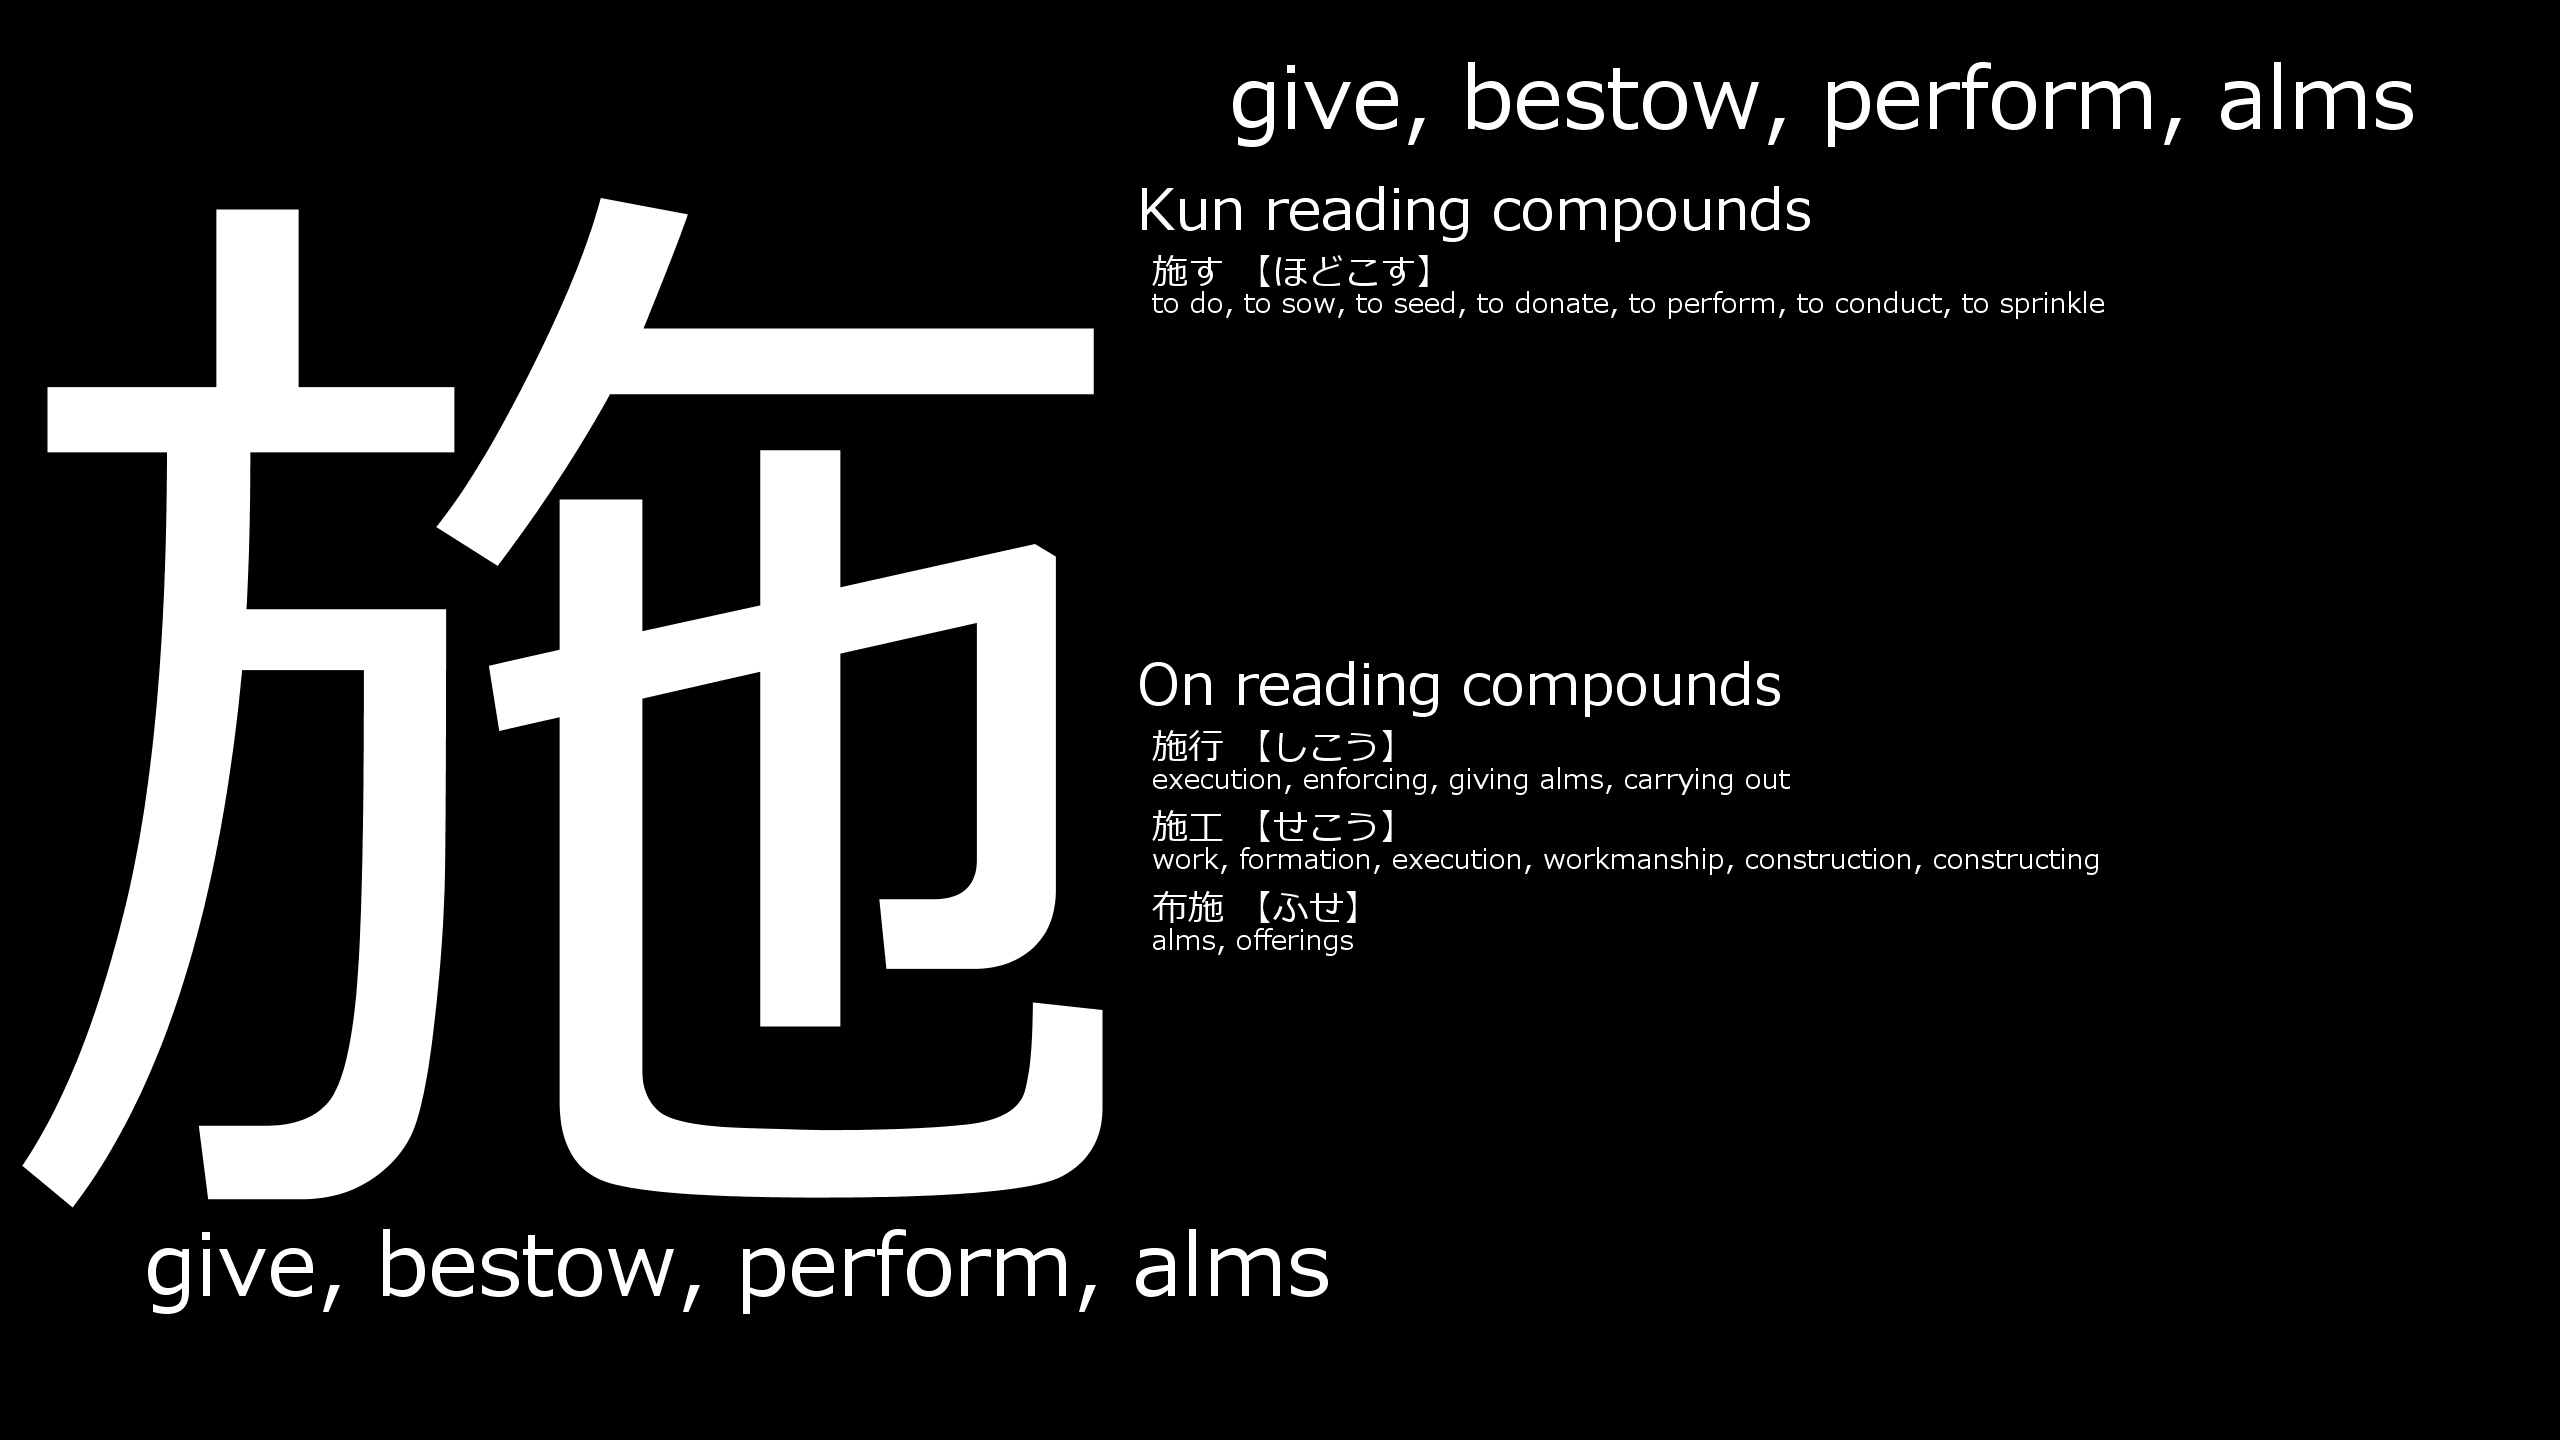 施
give, bestow, perform, alms
give, bestow, perform, alms
Kun reading compounds
施す 【ほどこす】
to do, to sow, to seed, to donate, to perform, to conduct, to sprinkle
On reading compounds
施行 【しこう】
execution, enforcing, giving alms, carrying out
施工 【せこう】
work, formation, execution, workmanship, construction, constructing
布施 【ふせ】
alms, offerings